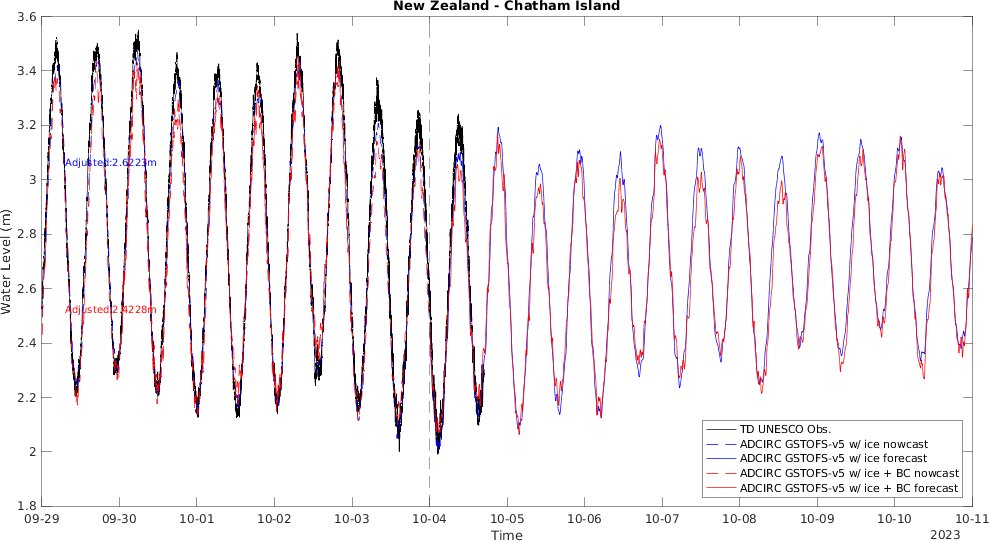 New Zealand - Chatham Island
3.6
3.4
3.2
3
2.8
2.6
2.4
2.2
2
1.8
Water Level (m)
Adjusted:2.6223m
Adjusted:2.4228m
TD UNESCO Obs.
ADCIRC GSTOFS-v5 w/ ice nowcast
ADCIRC GSTOFS-v5 w/ ice forecast
ADCIRC GSTOFS-v5 w/ ice + BC nowcast
ADCIRC GSTOFS-v5 w/ ice + BC forecast
09-29 09-30 10-01 10-02 10-03 10-04 10-05 10-06 10-07 10-08 10-09 10-10 10-11
Time
2023